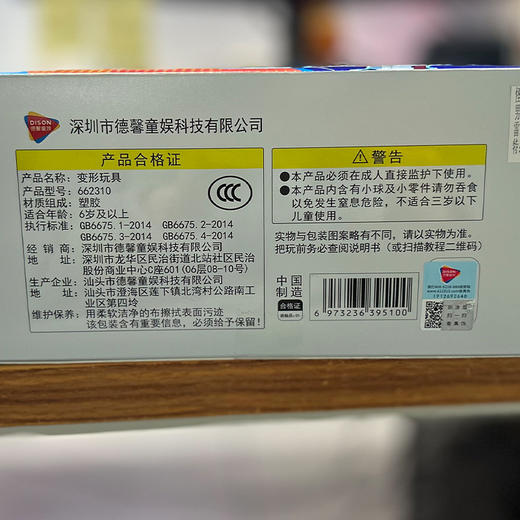 DISON
德馨童娱
深圳市德馨童娱科技有限公司
产品合格证
产品名称：变形玩具
产品型号：662310
材质组成：塑胶
适合年龄：6岁及以上
执行标准：GB6675.1-2014 GB6675.2-2014
GB6675.3-2014 GB6675.4-2014
经销商：深圳市德馨童娱科技有限公司
地址：深圳市龙华区民治街道北站社区民治
股份商业中心C座601(06层08-10号)
生产企业：汕头市德馨童娱科技有限公司
地址：汕头市澄海区莲下镇北湾村公路南工
业区第四坽
维护保养：用柔软洁净的布擦拭表面污迹
该包装含有重要信息，必须给予保留!
CCC
警告
●本产品必须在成人直接监护下使用。
●本产品内含有小球及小零件请勿吞食
以免发生窒息危险，不适合三岁以下
儿童使用。
实物与包装图案略有不同，请以实物为准。
把玩前务必查阅说明书（或扫描教程二维码）
中国
制造
合格证
6 973236 395100
DISON